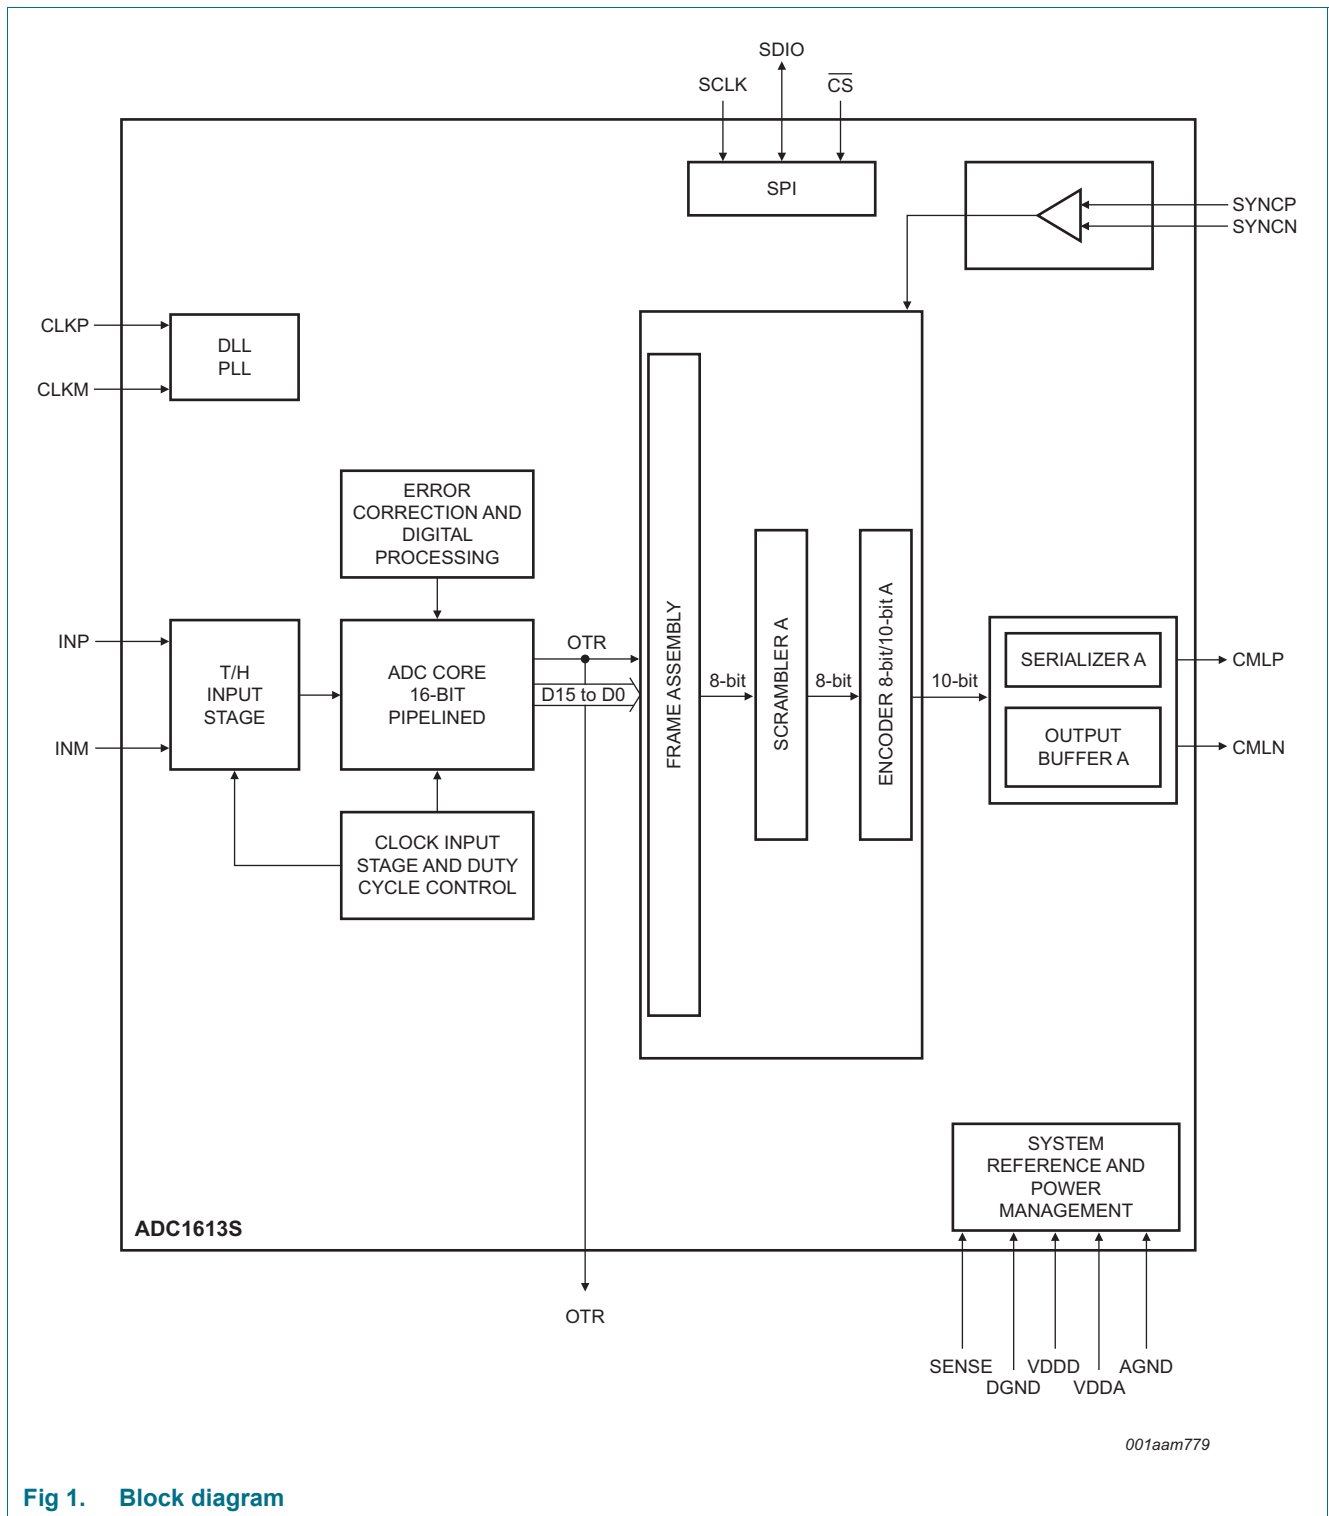 SDIO
SCLK
CS
SPI
SYNCP
SYNCN
CLKP
CLKM
DLL
PLL
ERROR
CORRECTION AND
DIGITAL
PROCESSING
INP
INM
T/H
INPUT
STAGE
ADC CORE
16-BIT
PIPELINED
OTR
D15 to D0
FRAME ASSEMBLY
8-bit
SCRAMBLER A
8-bit
ENCODER 8-bit/10-bit A
10-bit
SERIALIZER A
OUTPUT
BUFFER A
CMLP
CMLN
CLOCK INPUT
STAGE AND DUTY
CYCLE CONTROL
SYSTEM
REFERENCE AND
POWER
MANAGEMENT
ADC1613S
OTR
SENSE
DGND
VDDD
VDDA
AGND
001aam779
Fig 1. Block diagram